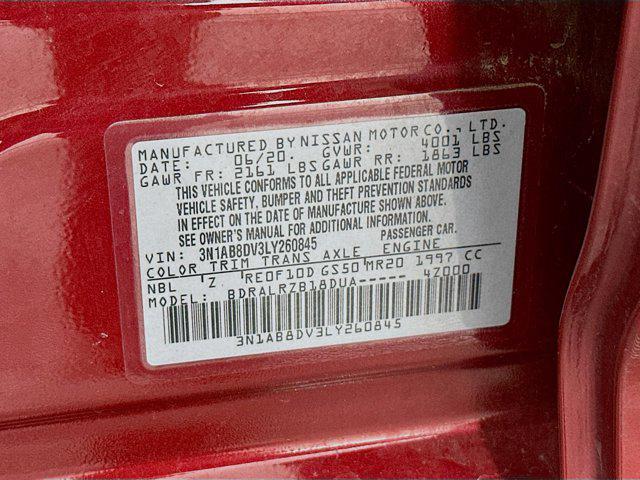 MANUFACTURED BY NISSAN MOTOR CO., LTD.
DATE: 06/20. GVWR: 4001 LBS
GAWR FR: 2161 LBS GAWR RR: 1863 LBS
THIS VEHICLE CONFORMS TO ALL APPLICABLE FEDERAL MOTOR
VEHICLE SAFETY, BUMPER AND THEFT PREVENTION STANDARDS
IN EFFECT ON THE DATE OF MANUFACTURE SHOWN ABOVE.
SEE OWNER'S MANUAL FOR ADDITIONAL INFORMATION.
VIN: 3N1AB8DV3LY260845 PASSENGER CAR.
COLOR TRIM TRANS AXLE ENGINE
NBL Z RE0F10D GS50 MR20 1997 CC
MODEL: BDRALRZB18DUA---- 4Z000
3N1AB8DV3LY260845